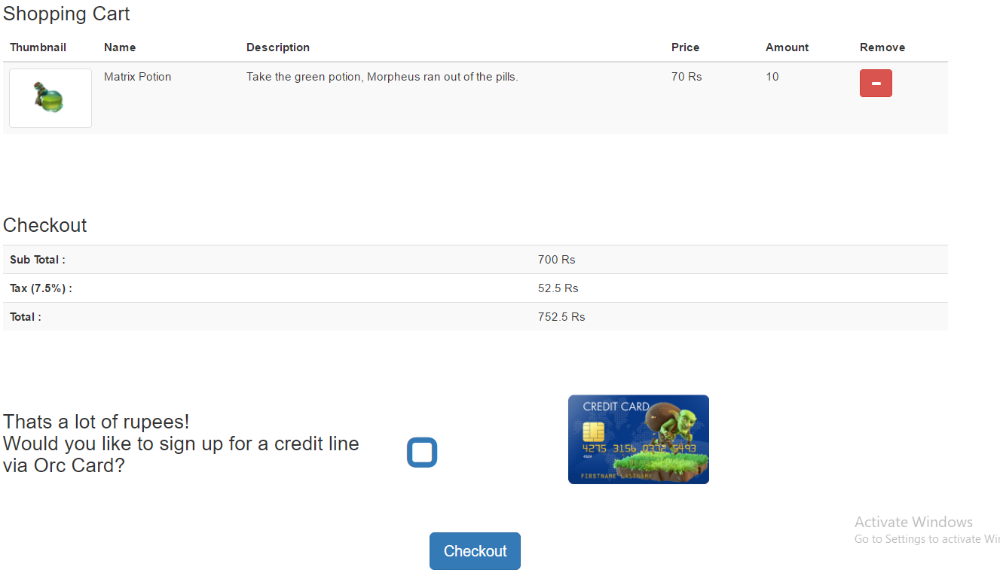 Shopping Cart
Thumbnail Name Description Price Amount Remove
Matrix Potion Take the green potion, Morpheus ran out of the pills. 70 Rs 10
Checkout
Sub Total : 700 Rs
Tax (7.5%) : 52.5 Rs
Total : 752.5 Rs
Thats a lot of rupees!
Would you like to sign up for a credit line
via Orc Card?
CREDIT CARD
4275 3156 0372 5493
FIRSTNAME LASTNAME
Activate Windows
Go to Settings to activate Wi
Checkout